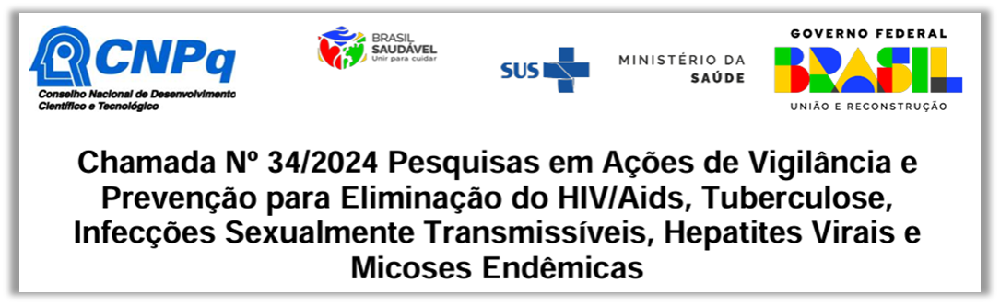 CNPq
Conselho Nacional de Desenvolvimento
Científico e Tecnológico
BRASIL
SAUDÁVEL
Unir para cuidar
SUS
MINISTÉRIO DA
SAÚDE
GOVERNO FEDERAL
BRASIL
UNIÃO E RECONSTRUÇÃO
Chamada Nº 34/2024 Pesquisas em Ações de Vigilância e
Prevenção para Eliminação do HIV/Aids, Tuberculose,
Infecções Sexualmente Transmissíveis, Hepatites Virais e
Micoses Endêmicas